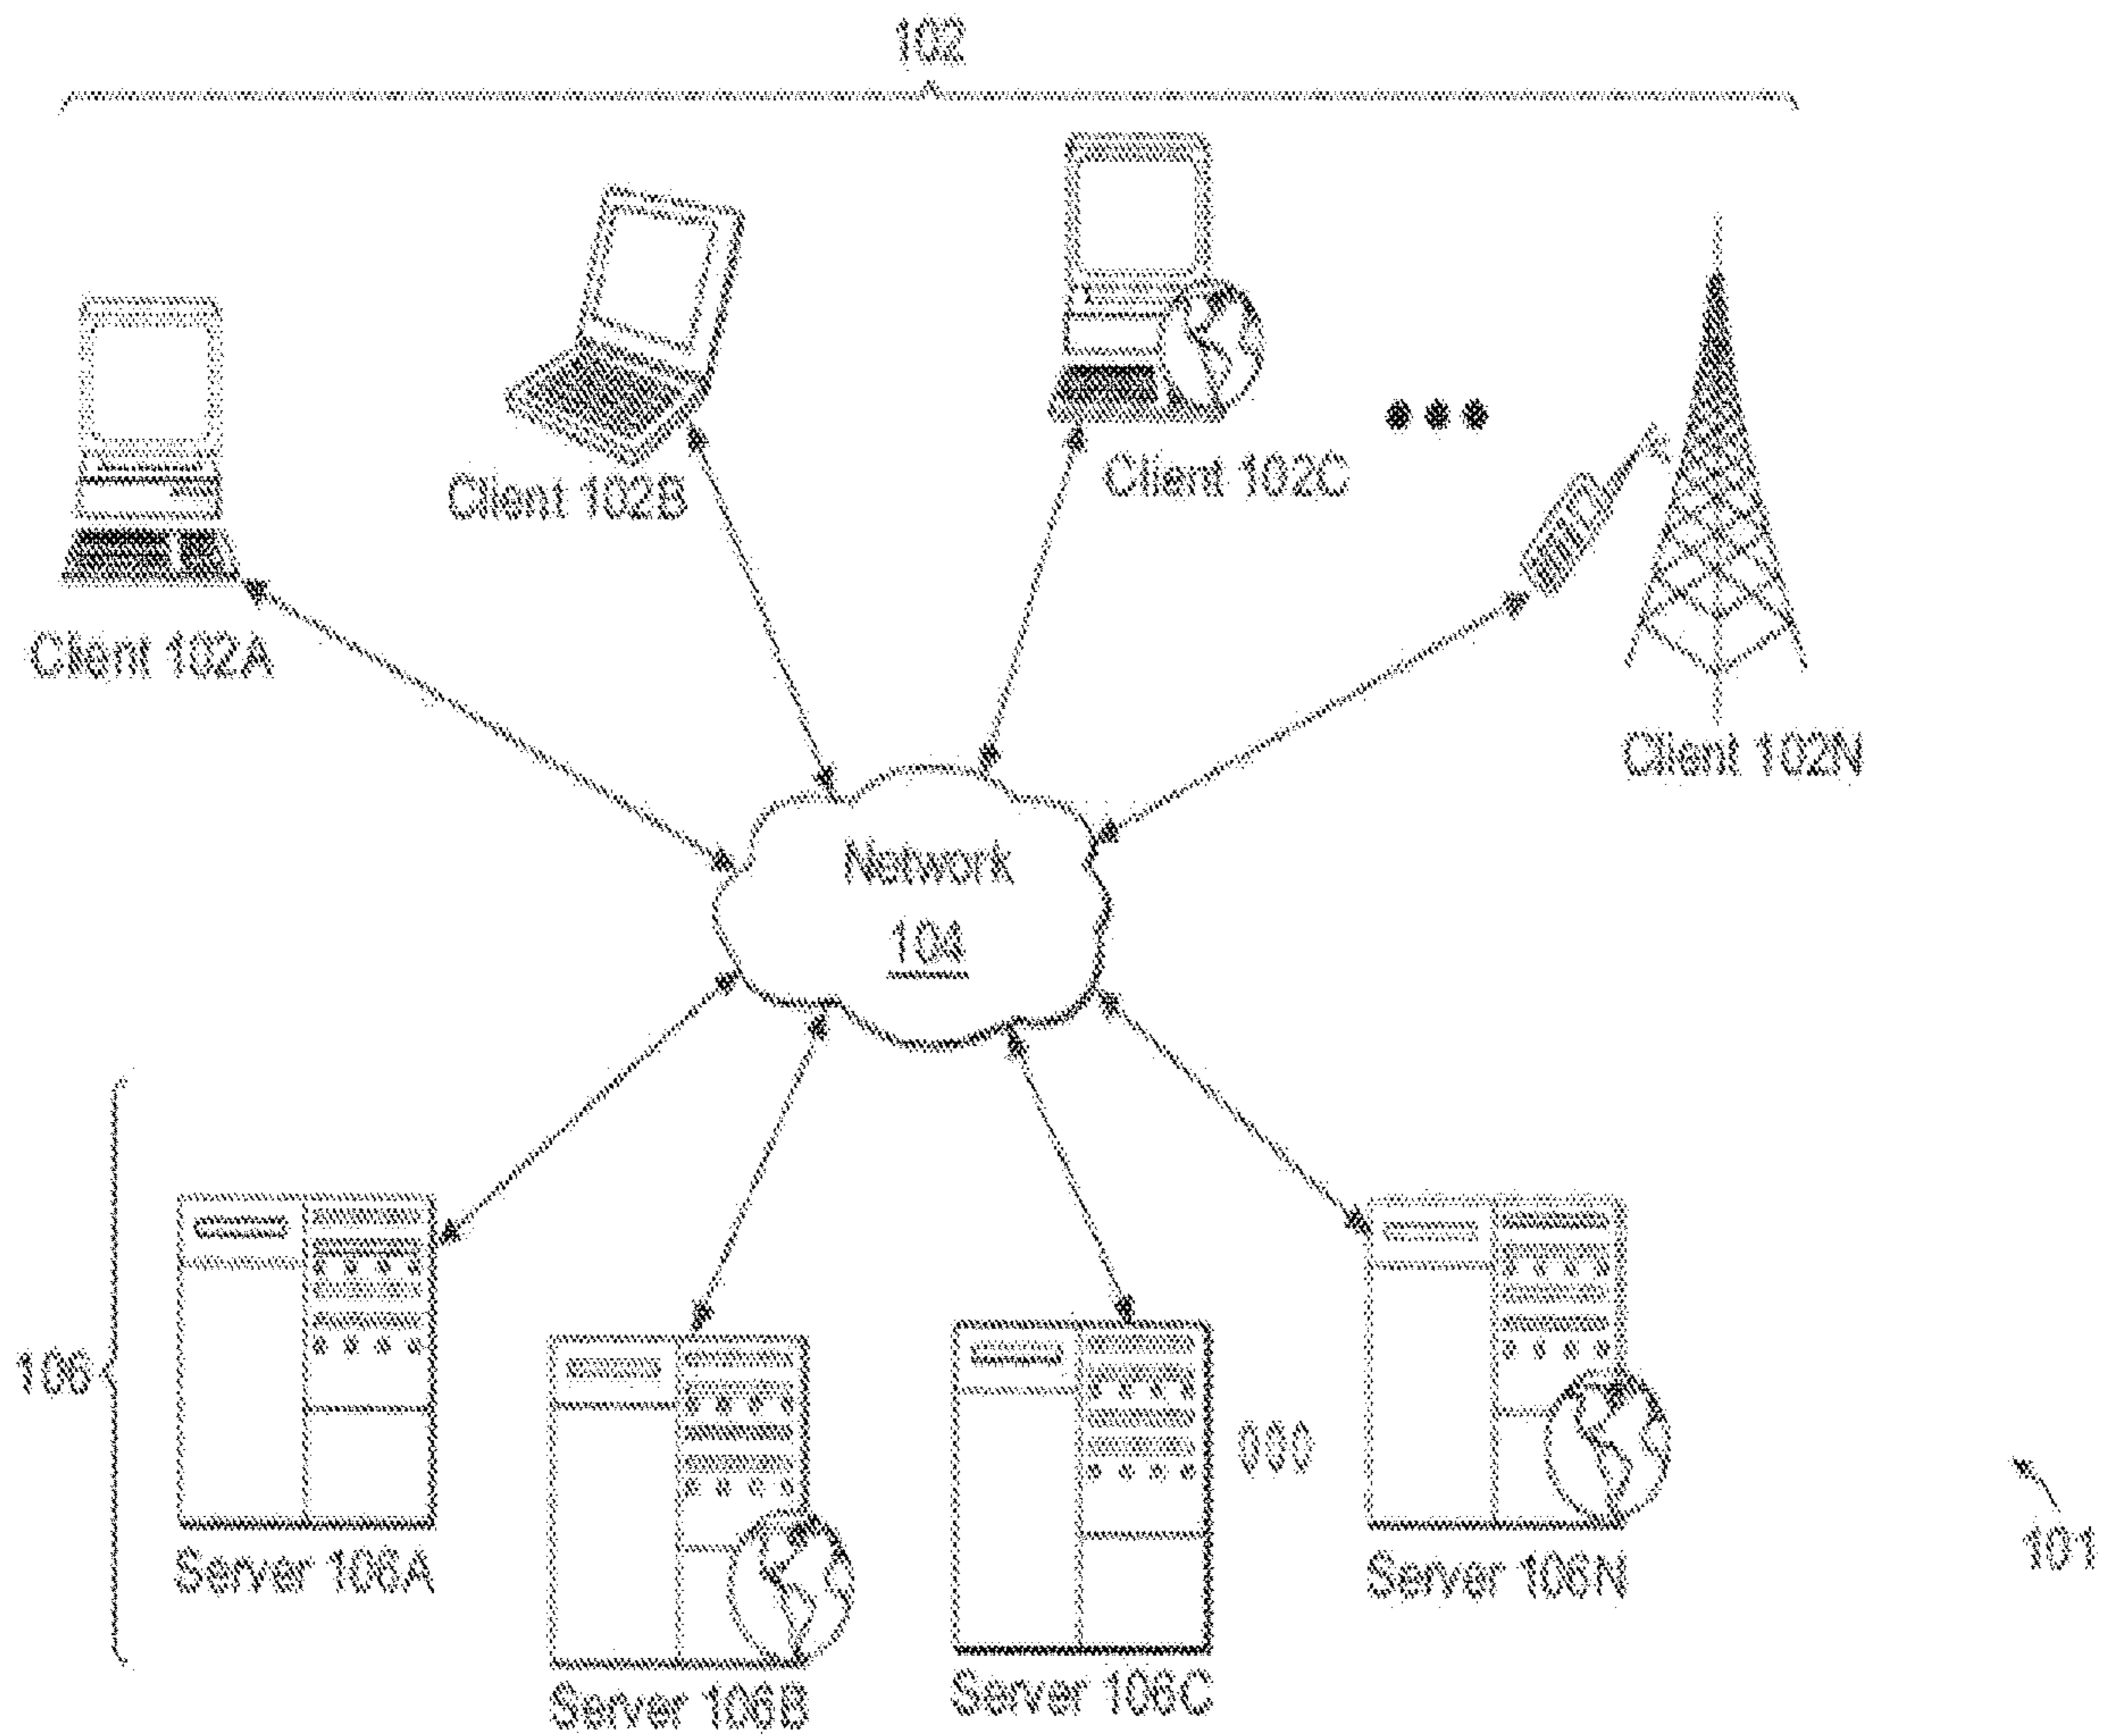 102
Client 102A
Client 102B
Client 102C
Client 102N
Network
104
106
Server 106A
Server 106B
Server 106C
000
Server 106N
101